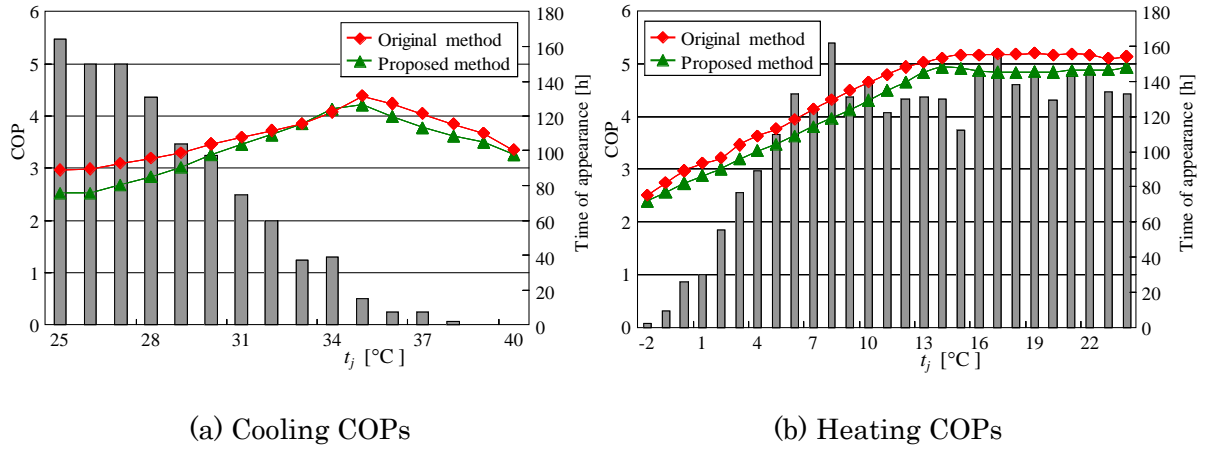 6
5
4
3
2
1
0
COP
Original method
Proposed method
180
160
140
120
100
80
60
40
20
0
Time of appearance [h]
25 28 31 34 37 40
t_j [°C]
(a) Cooling COPs
6
5
4
3
2
1
0
COP
Original method
Proposed method
180
160
140
120
100
80
60
40
20
0
Time of appearance [h]
-2 1 4 7 10 13 16 19 22
t_j [°C]
(b) Heating COPs